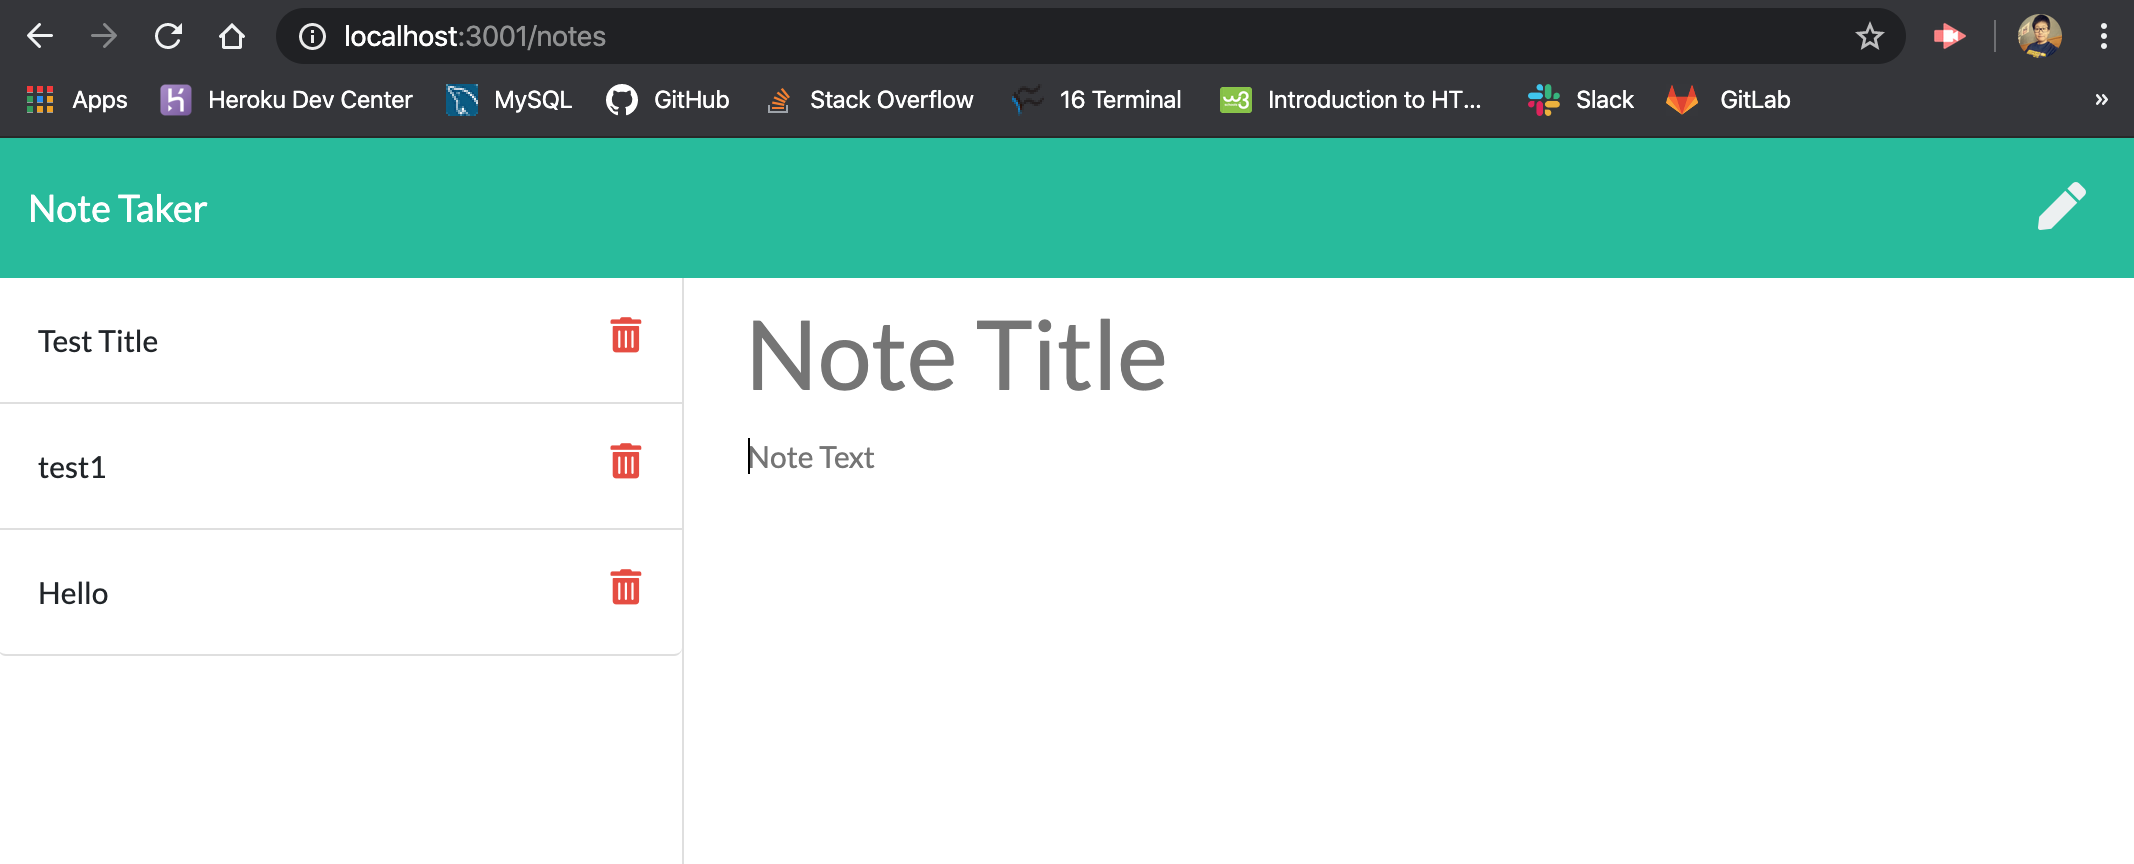 localhost:3001/notes
Apps Heroku Dev Center MySQL GitHub Stack Overflow 16 Terminal w3 Introduction to HT... Slack GitLab »
Note Taker
Test Title
test1
Hello
Note Title
Note Text